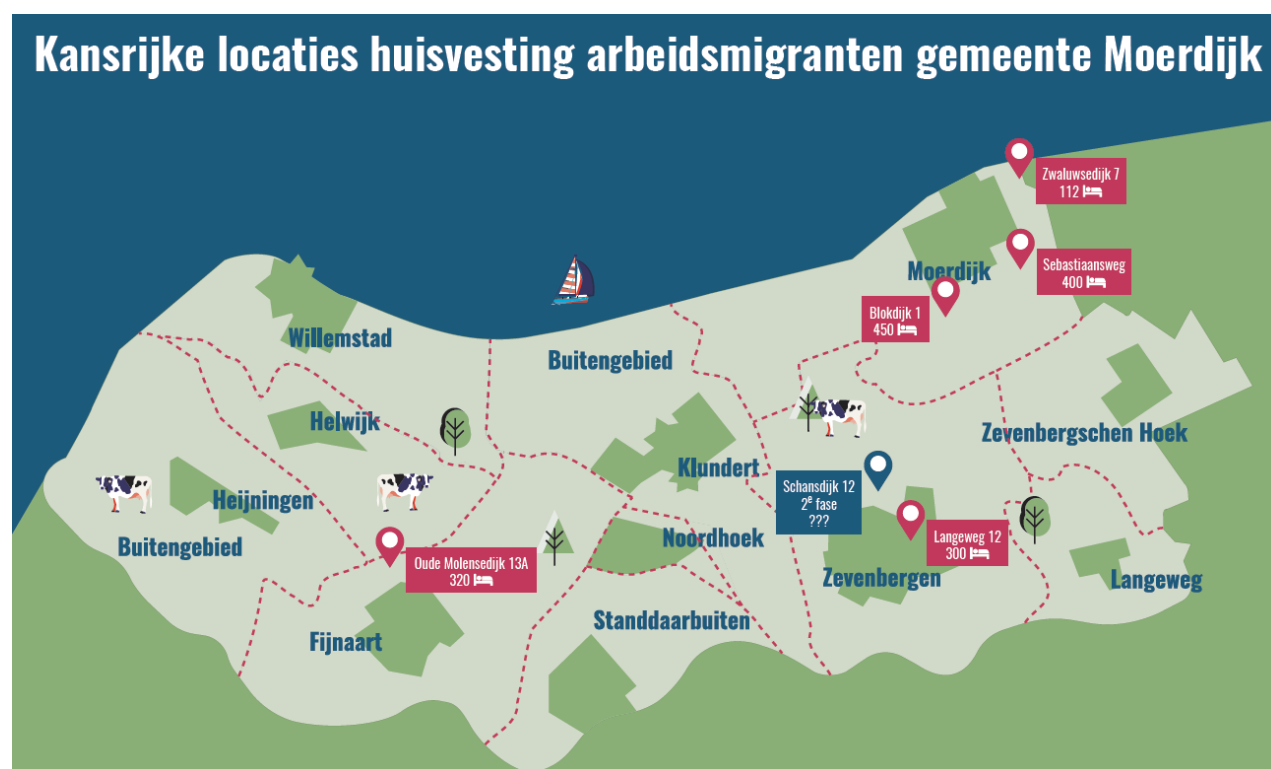 Kansrijke locaties huisvesting arbeidsmigranten gemeente Moerdijk
Zwaluwsedijk 7
112
Moerdijk
Sebastiaansweg
400
Blokdijk 1
450
Willemstad
Buitengebied
Helwijk
Zevenbergschen Hoek
Klundert
Schansdijk 12
2e fase
???
Heijningen
Buitengebied
Noordhoek
Langeweg 12
300
Oude Molensedijk 13A
320
Zevenbergen
Langeweg
Standdaarbuiten
Fijnaart